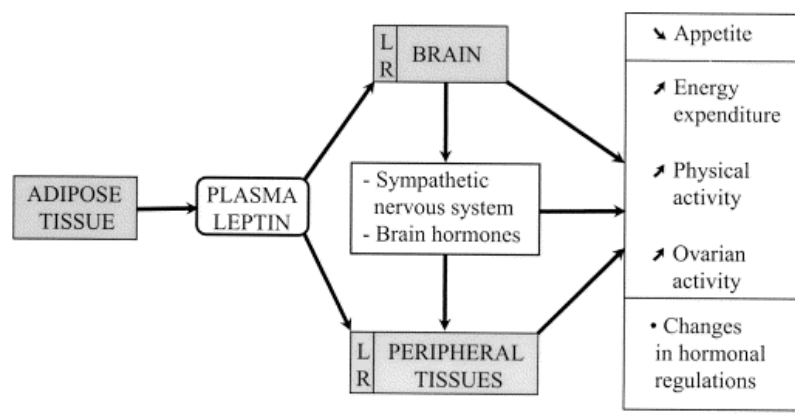 ADIPOSE
TISSUE
PLASMA
LEPTIN
L
R
BRAIN
- Sympathetic
nervous system
- Brain hormones
L
R
PERIPHERAL
TISSUES
➘ Appetite
➚ Energy
expenditure
➚ Physical
activity
➚ Ovarian
activity
• Changes
in hormonal
regulations